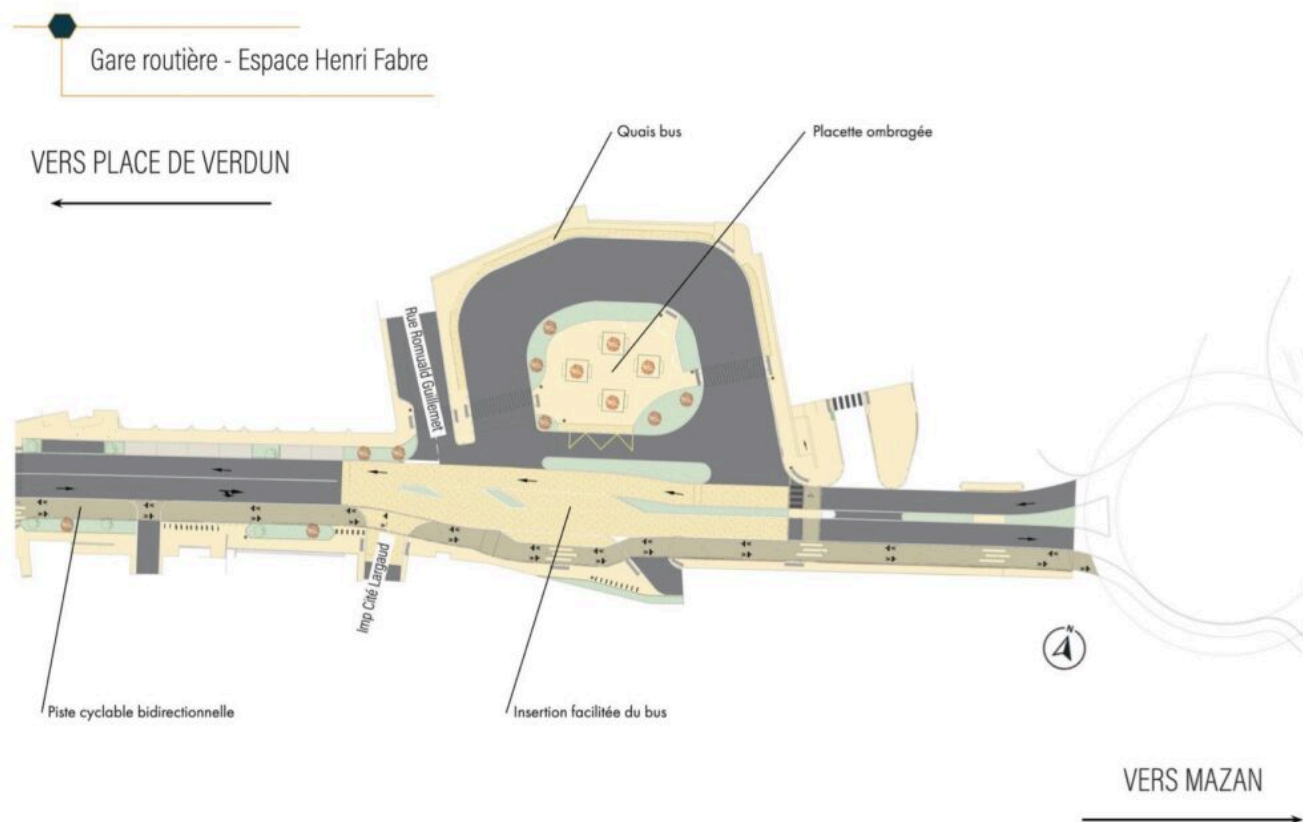 Gare routière - Espace Henri Fabre
Quais bus
Placette ombragée
VERS PLACE DE VERDUN
Rue Romuald Guillemet
Imp Cité Largaud
N
Piste cyclable bidirectionnelle
Insertion facilitée du bus
VERS MAZAN